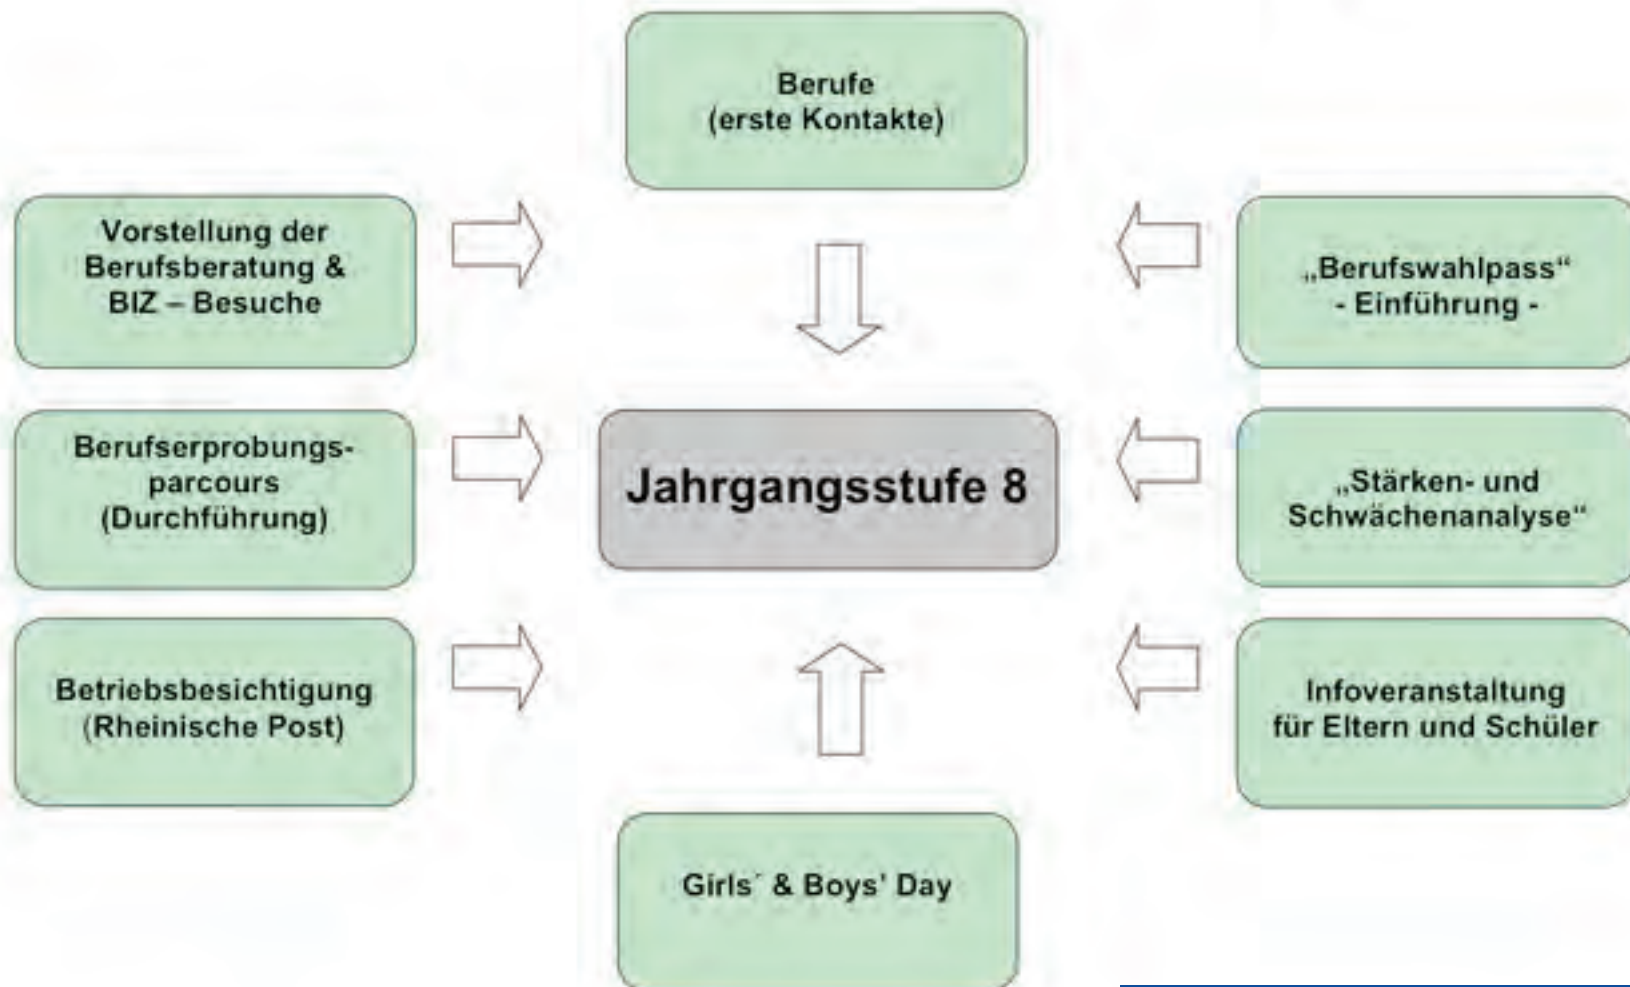 Berufe
(erste Kontakte)
Vorstellung der
Berufsberatung &
BIZ – Besuche
„Berufswahlpass“
- Einführung -
Berufserprobungs-
parcours
(Durchführung)
Jahrgangsstufe 8
„Stärken- und
Schwächenanalyse“
Betriebsbesichtigung
(Rheinische Post)
Infoveranstaltung
für Eltern und Schüler
Girls´ & Boys' Day